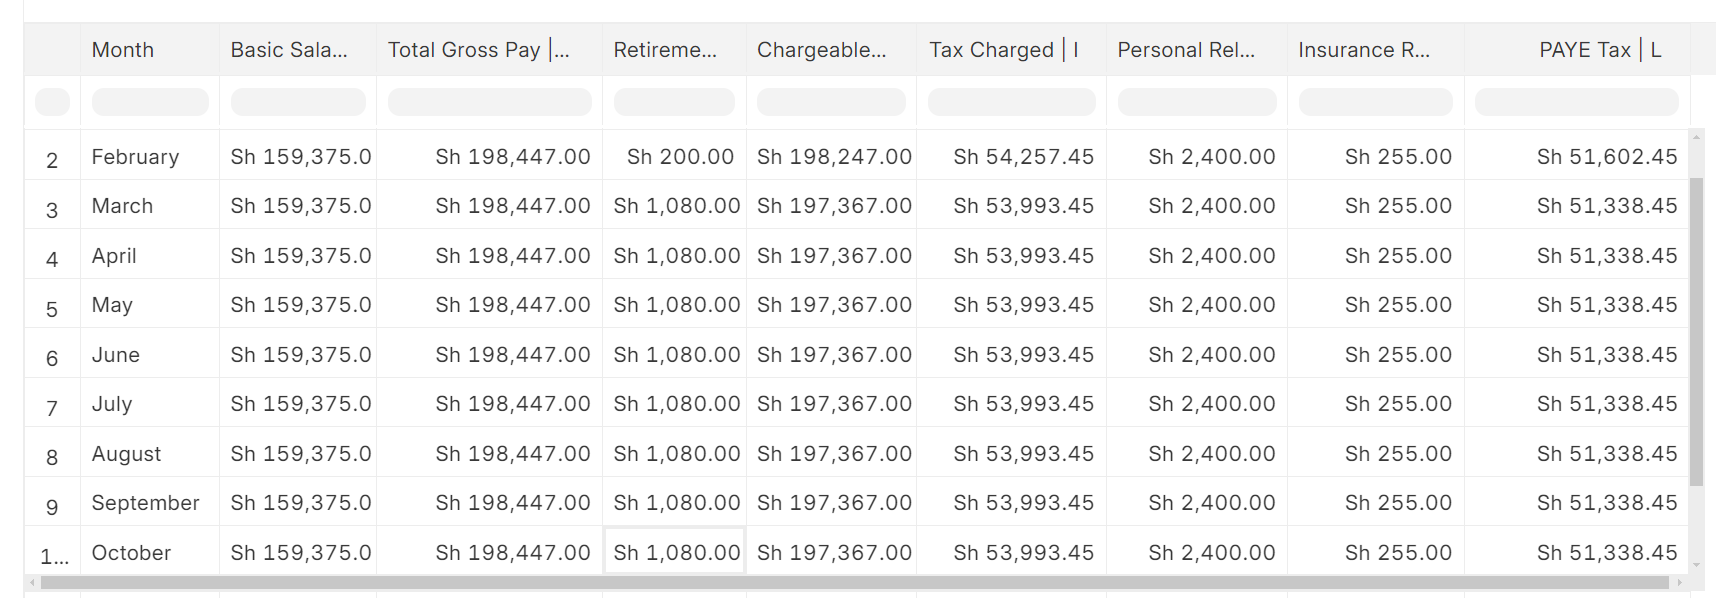 Month Basic Sala... Total Gross Pay |... Retireme... Chargeable... Tax Charged | I Personal Rel... Insurance R... PAYE Tax | L
2 February Sh 159,375.0 Sh 198,447.00 Sh 200.00 Sh 198,247.00 Sh 54,257.45 Sh 2,400.00 Sh 255.00 Sh 51,602.45
3 March Sh 159,375.0 Sh 198,447.00 Sh 1,080.00 Sh 197,367.00 Sh 53,993.45 Sh 2,400.00 Sh 255.00 Sh 51,338.45
4 April Sh 159,375.0 Sh 198,447.00 Sh 1,080.00 Sh 197,367.00 Sh 53,993.45 Sh 2,400.00 Sh 255.00 Sh 51,338.45
5 May Sh 159,375.0 Sh 198,447.00 Sh 1,080.00 Sh 197,367.00 Sh 53,993.45 Sh 2,400.00 Sh 255.00 Sh 51,338.45
6 June Sh 159,375.0 Sh 198,447.00 Sh 1,080.00 Sh 197,367.00 Sh 53,993.45 Sh 2,400.00 Sh 255.00 Sh 51,338.45
7 July Sh 159,375.0 Sh 198,447.00 Sh 1,080.00 Sh 197,367.00 Sh 53,993.45 Sh 2,400.00 Sh 255.00 Sh 51,338.45
8 August Sh 159,375.0 Sh 198,447.00 Sh 1,080.00 Sh 197,367.00 Sh 53,993.45 Sh 2,400.00 Sh 255.00 Sh 51,338.45
9 September Sh 159,375.0 Sh 198,447.00 Sh 1,080.00 Sh 197,367.00 Sh 53,993.45 Sh 2,400.00 Sh 255.00 Sh 51,338.45
1... October Sh 159,375.0 Sh 198,447.00 Sh 1,080.00 Sh 197,367.00 Sh 53,993.45 Sh 2,400.00 Sh 255.00 Sh 51,338.45